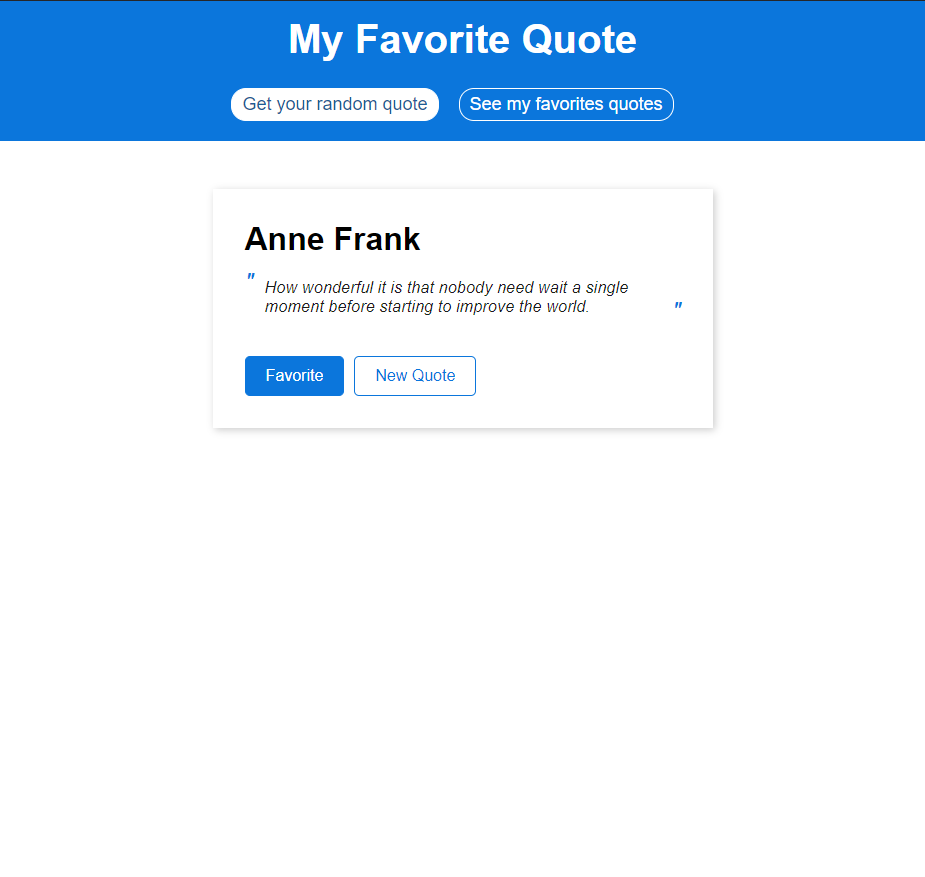 My Favorite Quote
Get your random quote See my favorites quotes
Anne Frank
" How wonderful it is that nobody need wait a single
moment before starting to improve the world. "
Favorite New Quote